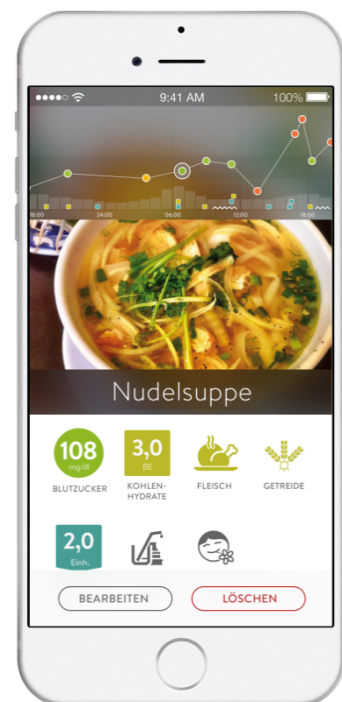 9:41 AM 100%
18:00 24:00 06:00 12:00 18:00
Nudelsuppe
108 3,0
mg/dl BE
BLUTZUCKER KOHLEN- FLEISCH GETREIDE
HYDRATE
2,0
Einh.
BEARBEITEN LÖSCHEN